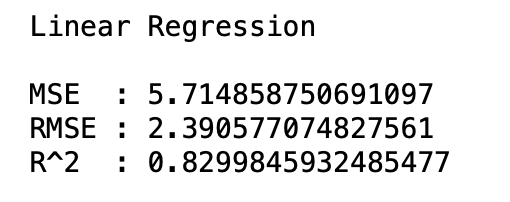 Linear Regression
MSE  : 5.714858750691097
RMSE : 2.390577074827561
R^2  : 0.8299845932485477